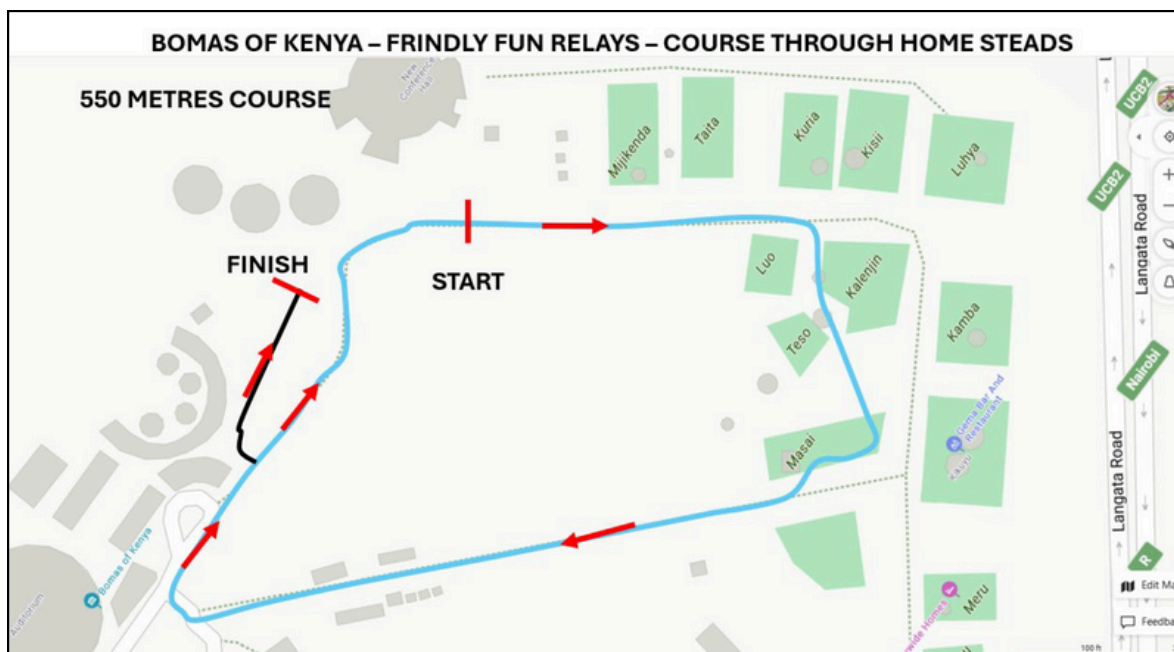 BOMAS OF KENYA – FRINDLY FUN RELAYS – COURSE THROUGH HOME STEADS
550 METRES COURSE
New
Conference
Hall
UCB2
Mijikenda
Taita
Kuria
Kisii
Luhya
UCB2
Langata Road
FINISH
START
Luo
Kalenjin
Teso
Kamba
Nairobi
Gema Bar And
Restaurant
Masai
Langata Road
Bomas of Kenya
Auditorium
R
Meru
wide Homes
Edit Ma
Feedba
100 ft